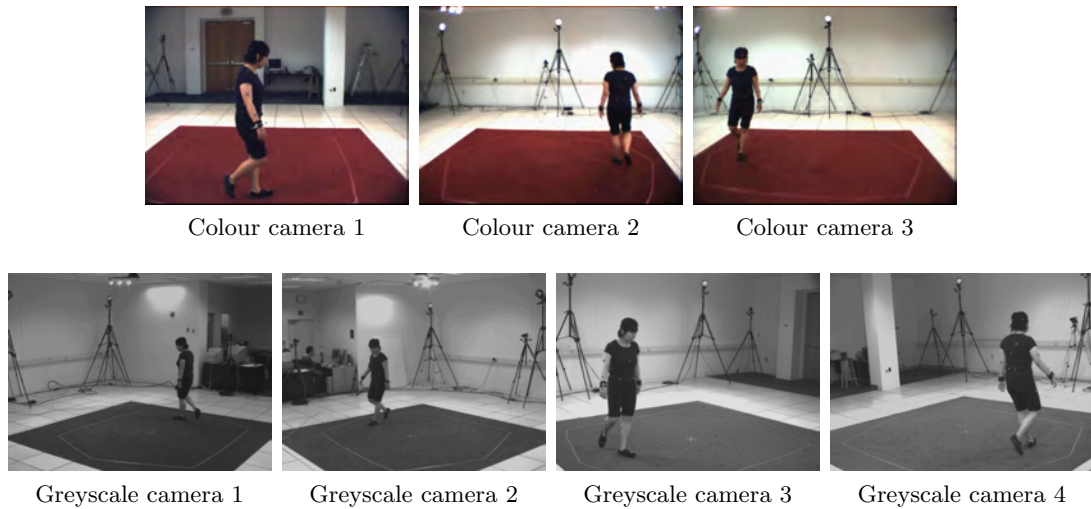 Colour camera 1
Colour camera 2
Colour camera 3
Greyscale camera 1
Greyscale camera 2
Greyscale camera 3
Greyscale camera 4